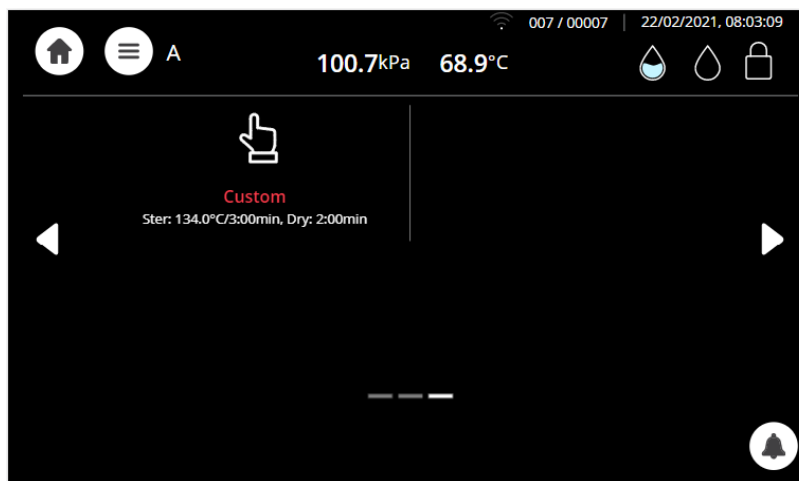 007 / 00007 | 22/02/2021, 08:03:09
A 100.7kPa 68.9°C
Custom
Ster: 134.0°C/3:00min, Dry: 2:00min